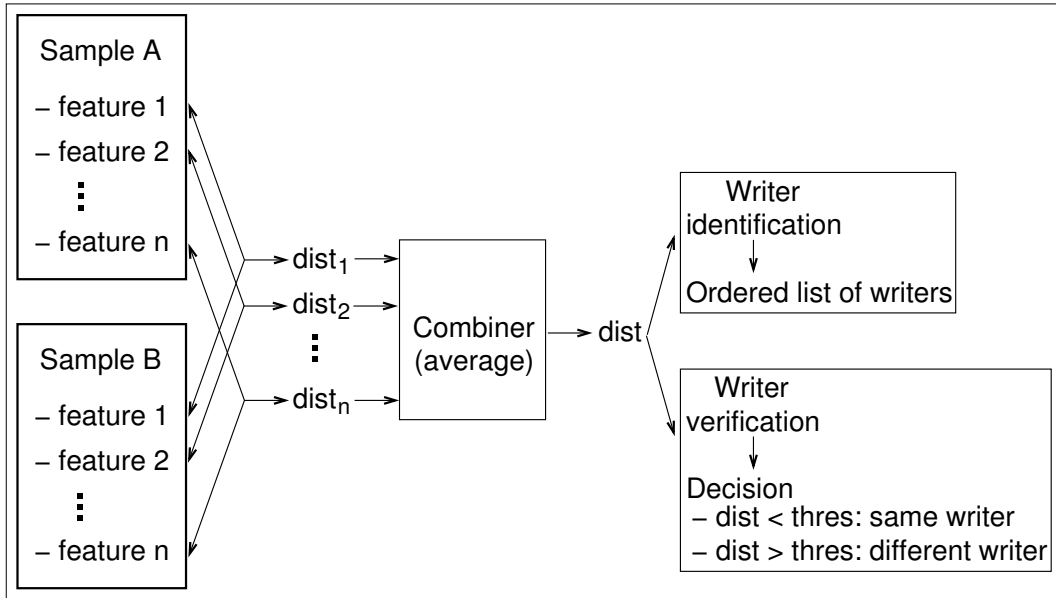 Sample A
– feature 1
– feature 2
– feature n
Sample B
– feature 1
– feature 2
– feature n
dist1
dist2
distn
Combiner
(average)
dist
Writer
identification
Ordered list of writers
Writer
verification
Decision
– dist < thres: same writer
– dist > thres: different writer